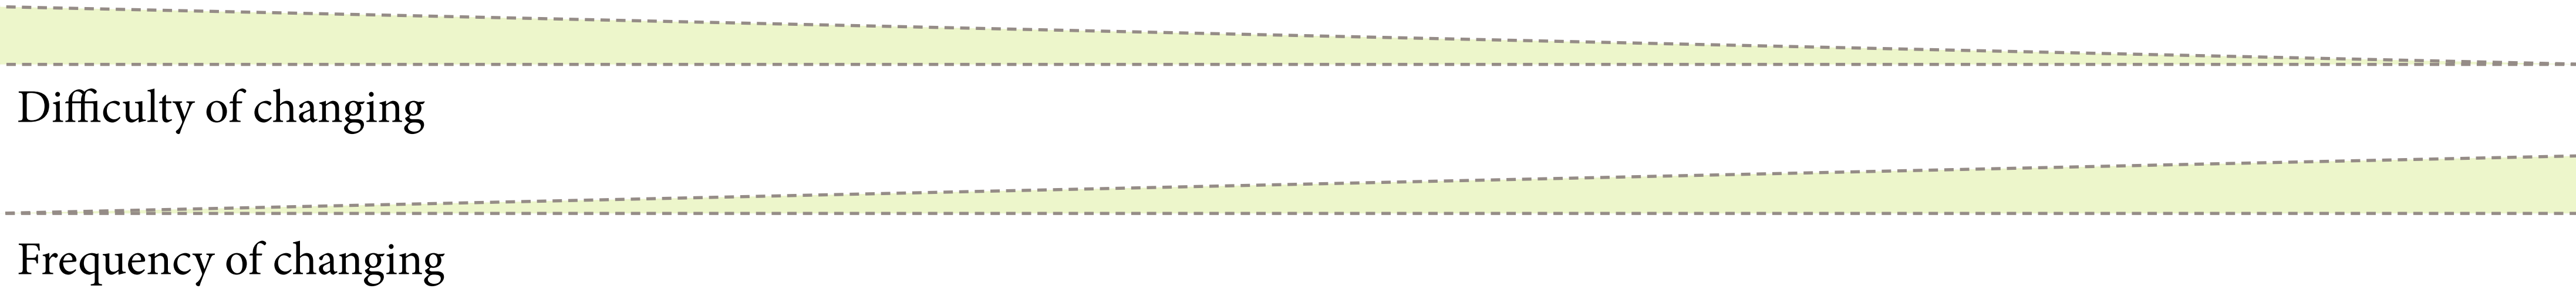 Difficulty of changing
Frequency of changing